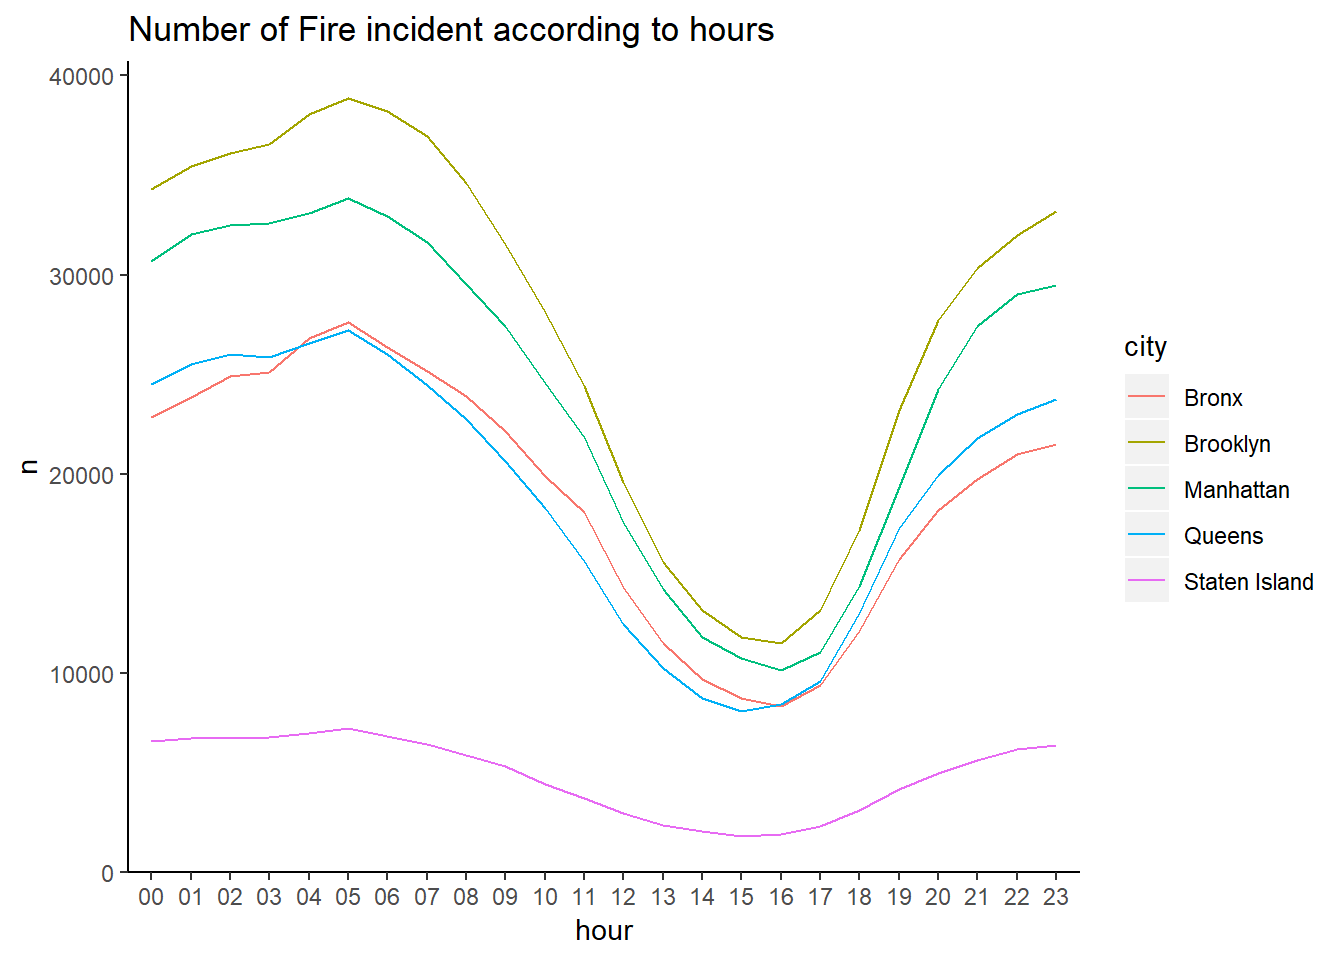 Number of Fire incident according to hours
40000
30000
20000
10000
0
n
00 01 02 03 04 05 06 07 08 09 10 11 12 13 14 15 16 17 18 19 20 21 22 23
hour
city
Bronx
Brooklyn
Manhattan
Queens
Staten Island